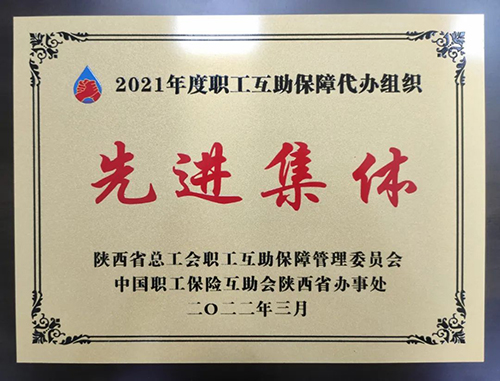 2021年度职工互助保障代办组织
先进集体
陕西省总工会职工互助保障管理委员会
中国职工保险互助会陕西省办事处
二〇二二年三月